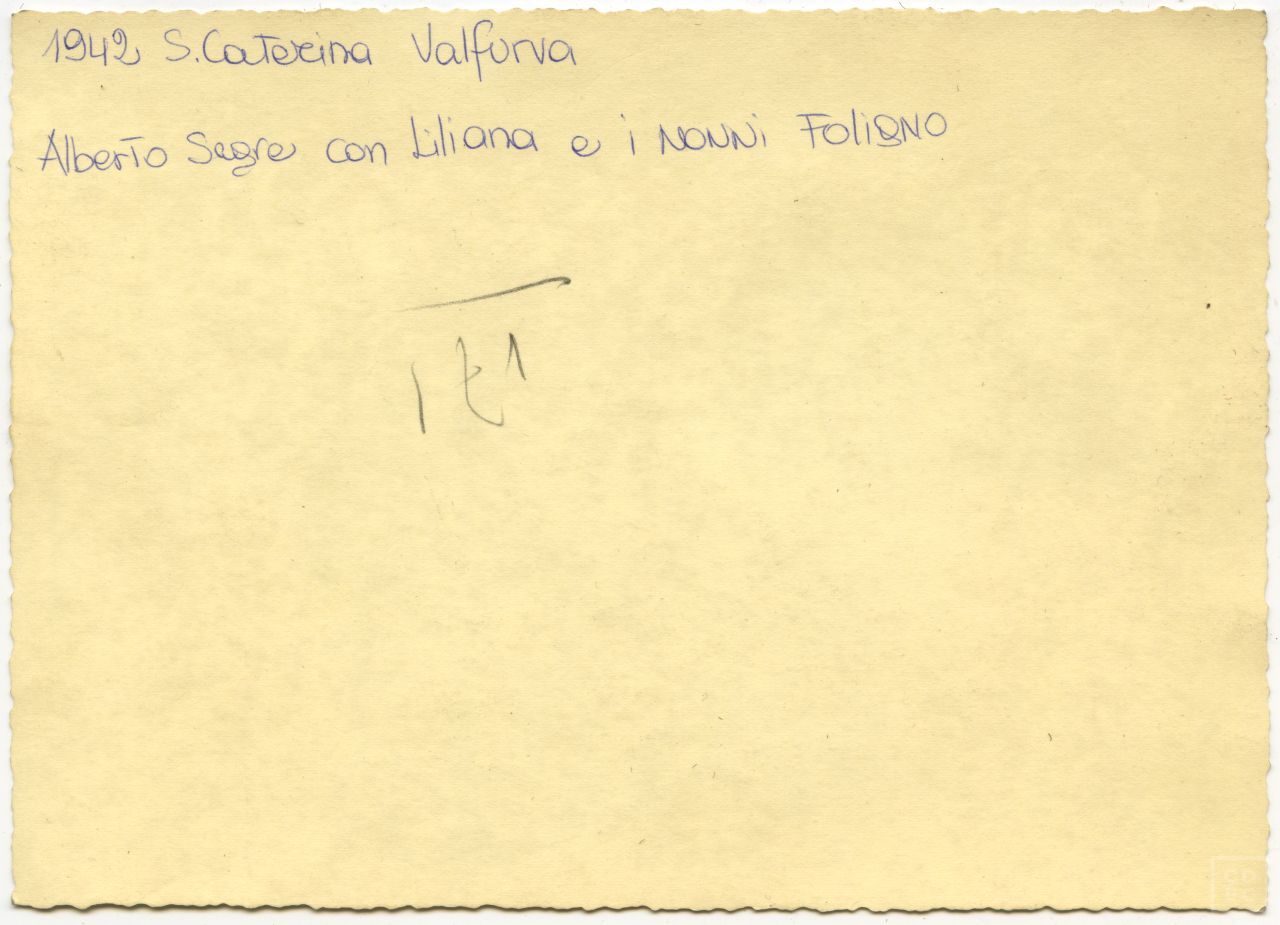 1942 S. Caterina Valfurva
Alberto Segre con Liliana e i nonni Foligno